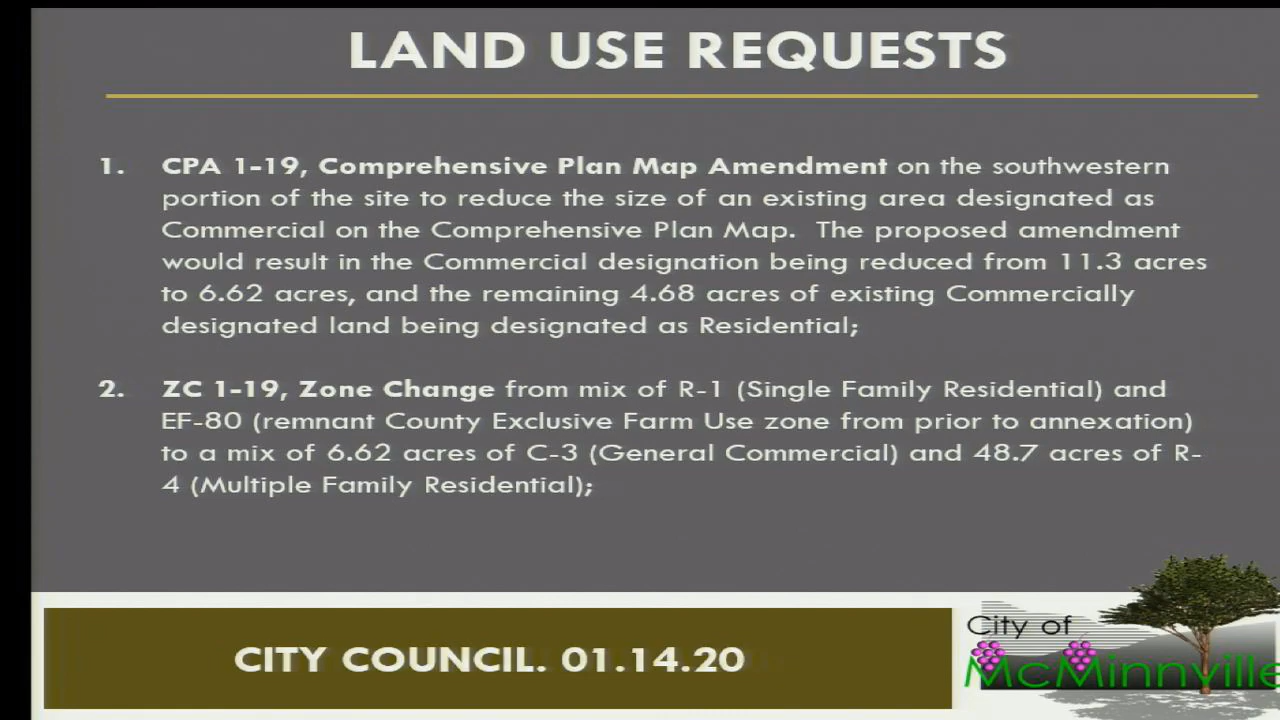 LAND USE REQUESTS
1. CPA 1-19, Comprehensive Plan Map Amendment on the southwestern
portion of the site to reduce the size of an existing area designated as
Commercial on the Comprehensive Plan Map. The proposed amendment
would result in the Commercial designation being reduced from 11.3 acres
to 6.62 acres, and the remaining 4.68 acres of existing Commercially
designated land being designated as Residential;
2. ZC 1-19, Zone Change from mix of R-1 (Single Family Residential) and
EF-80 (remnant County Exclusive Farm Use zone from prior to annexation)
to a mix of 6.62 acres of C-3 (General Commercial) and 48.7 acres of R-
4 (Multiple Family Residential);
CITY COUNCIL. 01.14.20
City of
McMinnville